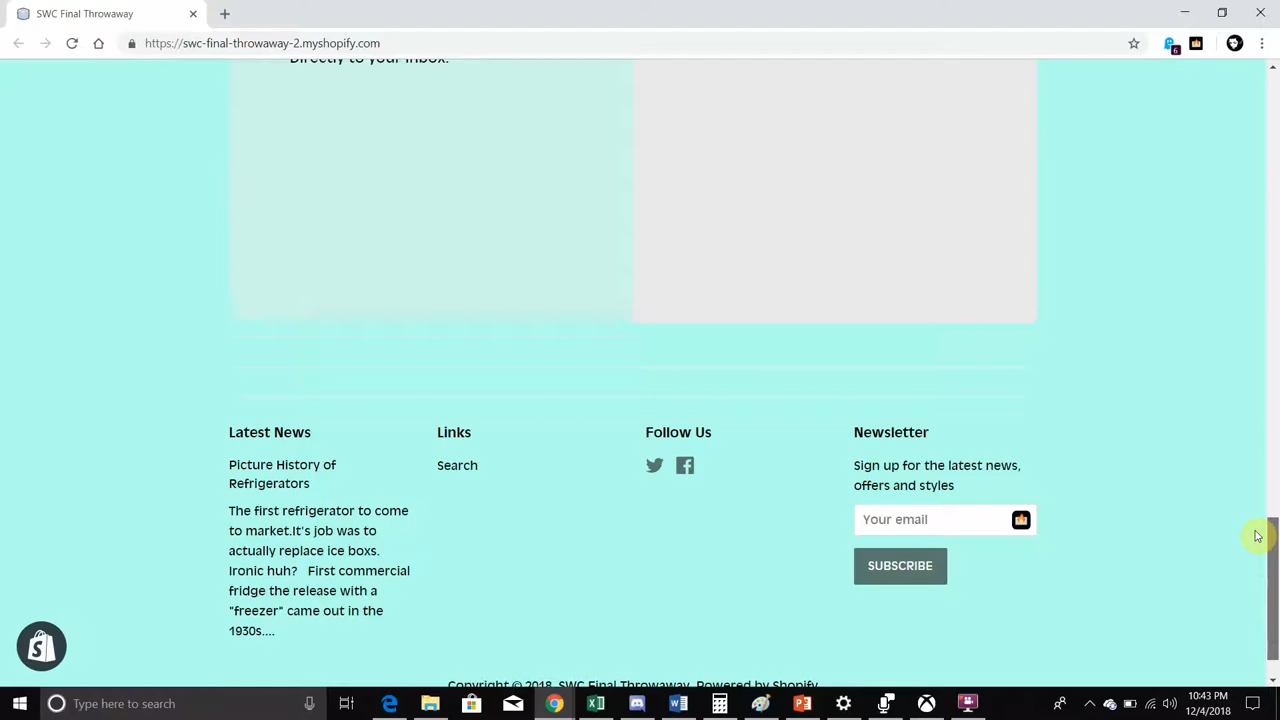 SWC Final Throwaway
https://swc-final-throwaway-2.myshopify.com
6
Directly to your inbox.
Latest News
Links
Follow Us
Newsletter
Picture History of
Refrigerators
Search
Sign up for the latest news,
offers and styles
The first refrigerator to come
to market.It's job was to
actually replace ice boxs.
Ironic huh?   First commercial
fridge the release with a
"freezer" came out in the
1930s....
Your email
SUBSCRIBE
Copyright © 2018, SWC Final Throwaway. Powered by Shopify
Type here to search
10:43 PM
12/4/2018